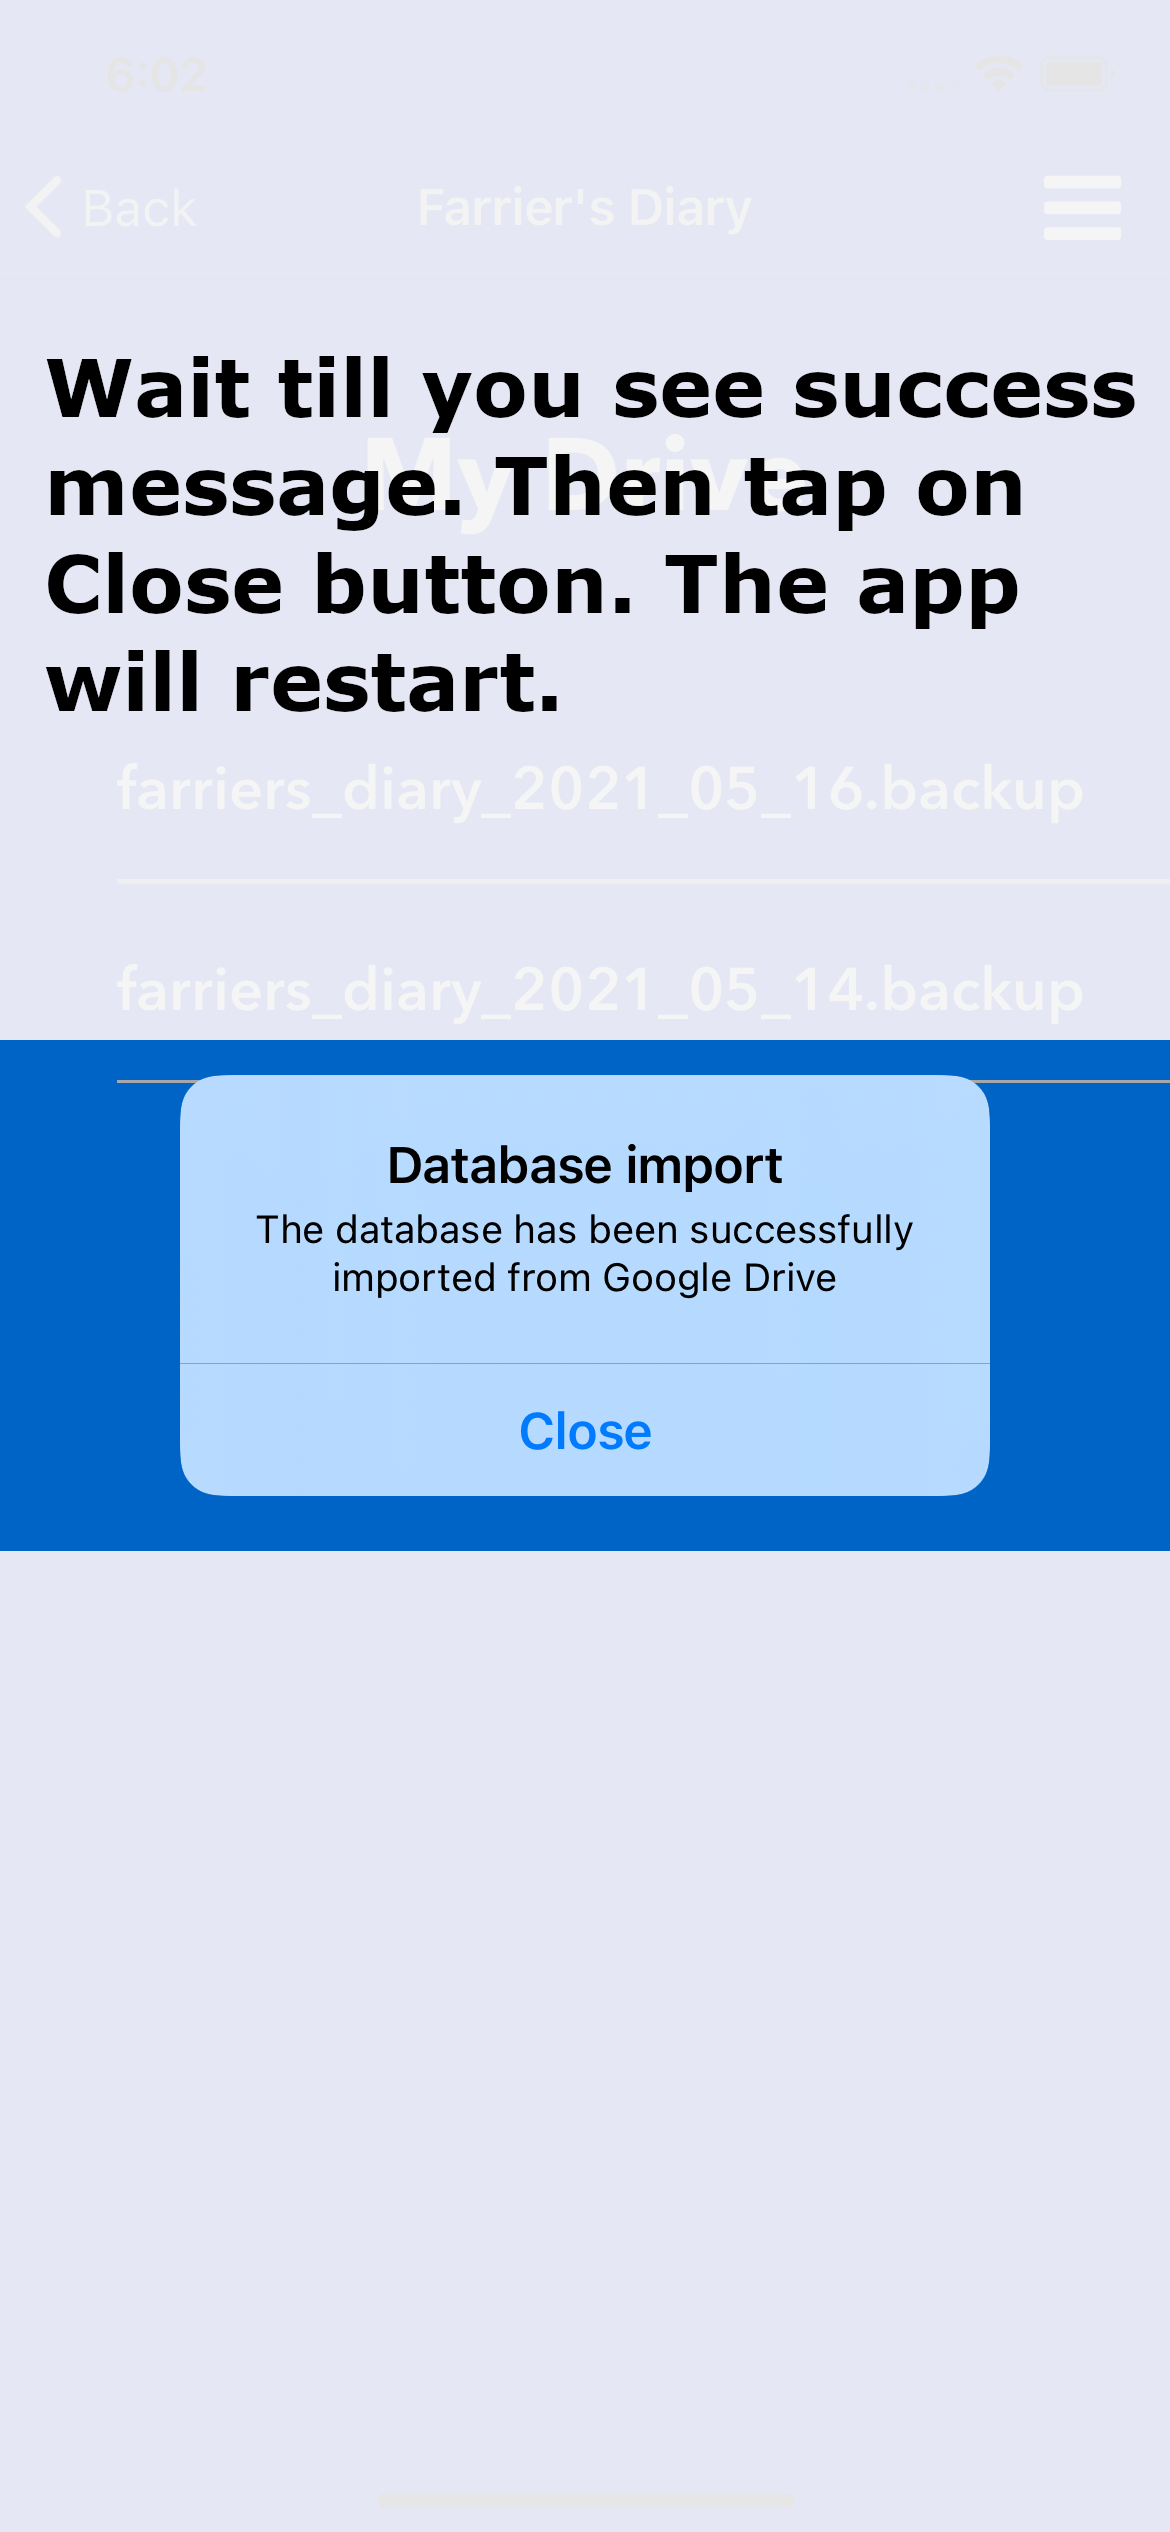 6:02
Back
Farrier's Diary
Wait till you see success
My Drive
message. Then tap on
Close button. The app
will restart.
farriers_diary_2021_05_16.backup
farriers_diary_2021_05_14.backup
Database import
The database has been successfully
imported from Google Drive
Close